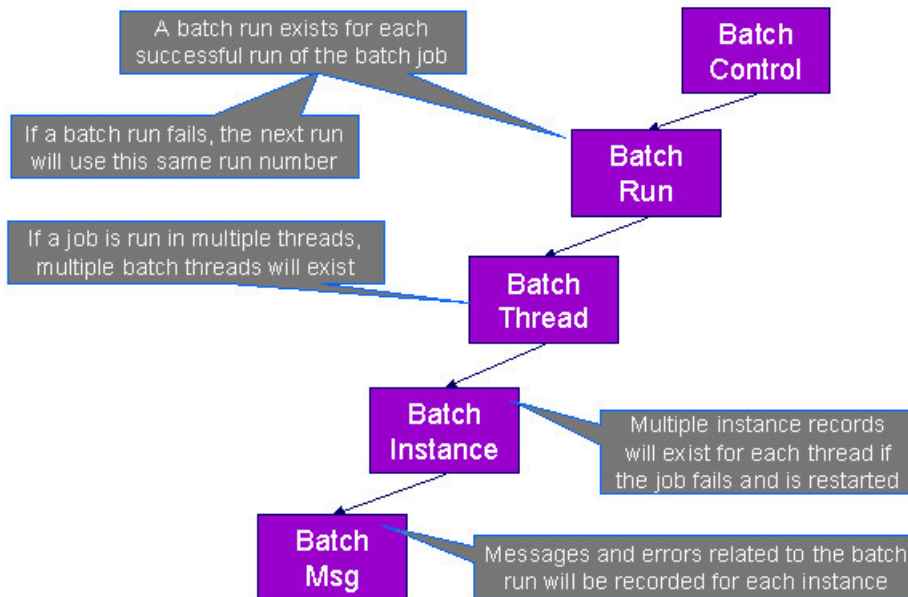 A batch run exists for each
successful run of the batch job
Batch
Control
If a batch run fails, the next run
will use this same run number
Batch
Run
If a job is run in multiple threads,
multiple batch threads will exist
Batch
Thread
Batch
Instance
Multiple instance records
will exist for each thread if
the job fails and is restarted
Batch
Msg
Messages and errors related to the batch
run will be recorded for each instance